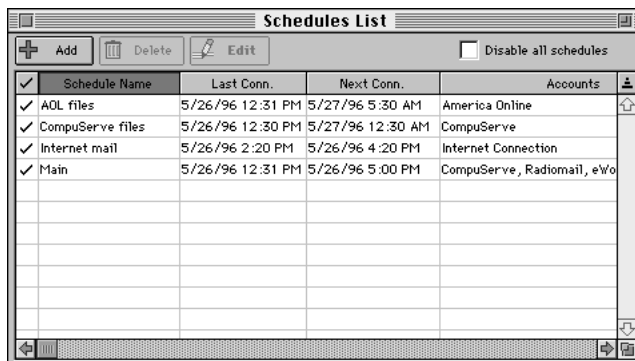 Schedules List
Add Delete Edit Disable all schedules
Schedule Name Last Conn. Next Conn. Accounts
AOL files 5/26/96 12:31 PM 5/27/96 5:30 AM America Online
CompuServe files 5/26/96 12:30 PM 5/27/96 12:30 AM CompuServe
Internet mail 5/26/96 2:20 PM 5/26/96 4:20 PM Internet Connection
Main 5/26/96 12:31 PM 5/26/96 5:00 PM CompuServe, Radiomail, eWo